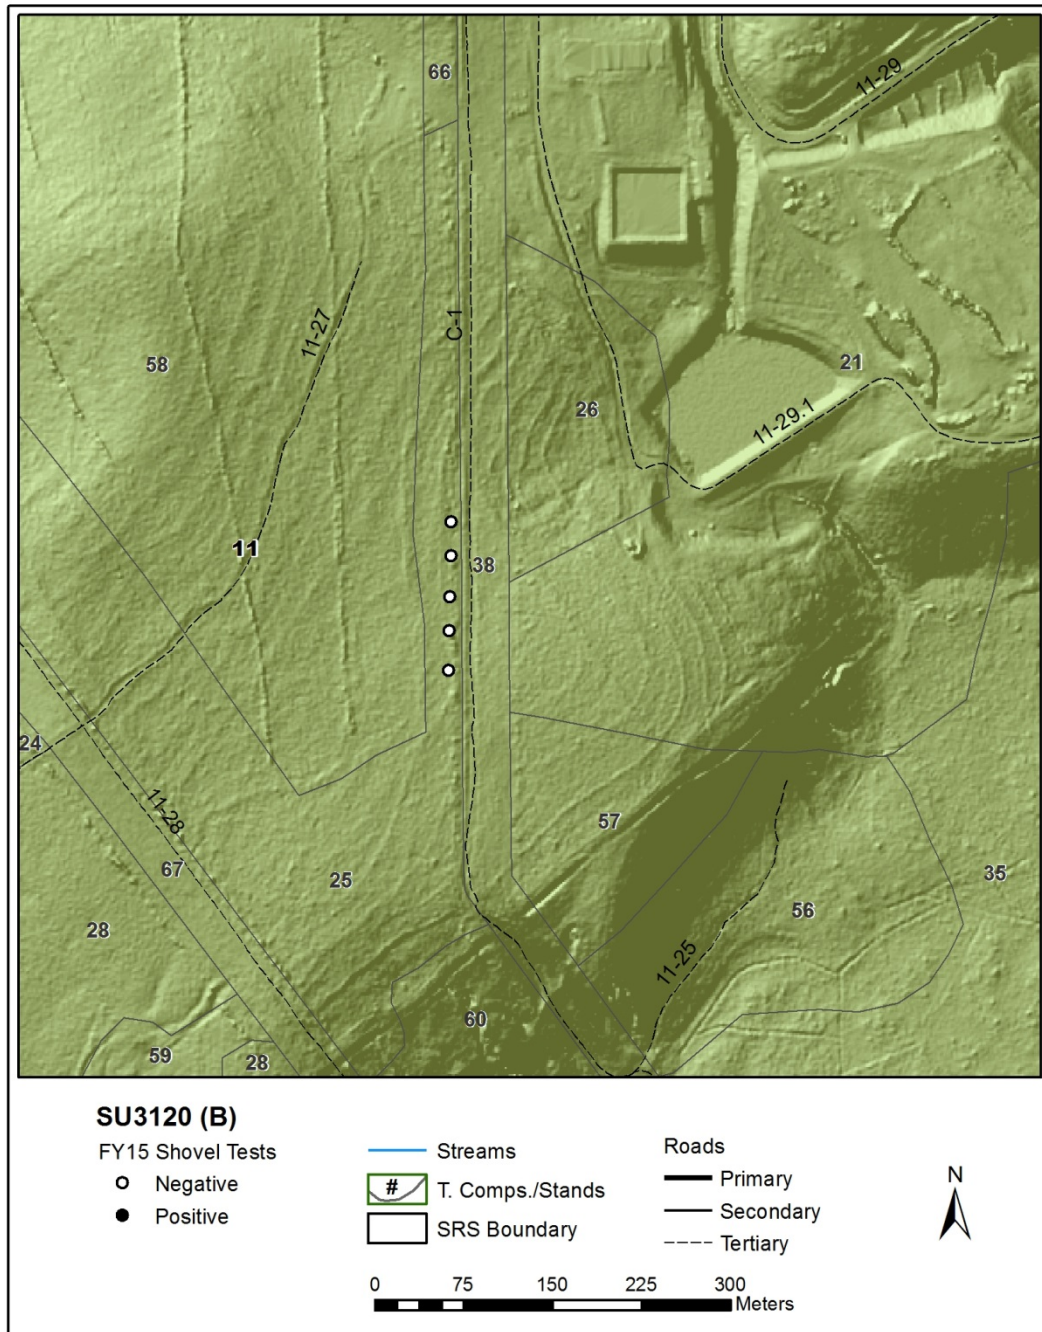 66
11-29
11-27
C-1
58
21
26
11-29.1
11
38
24
11-28
57
67
25
35
28
56
11-25
60
59
28
SU3120 (B)
FY15 Shovel Tests
Negative
Positive
Streams
#
T. Comps./Stands
SRS Boundary
Roads
Primary
Secondary
Tertiary
N
0 75 150 225 300
Meters